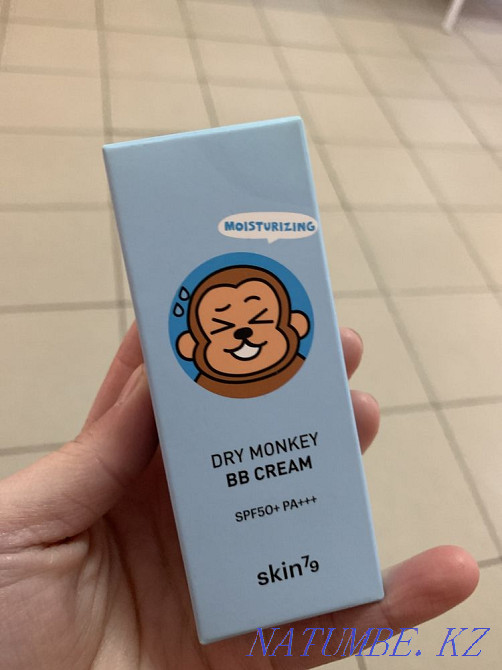 MOISTURIZING
DRY MONKEY
BB CREAM
SPF50+ PA+++
skin79
NATUMBE. KZ